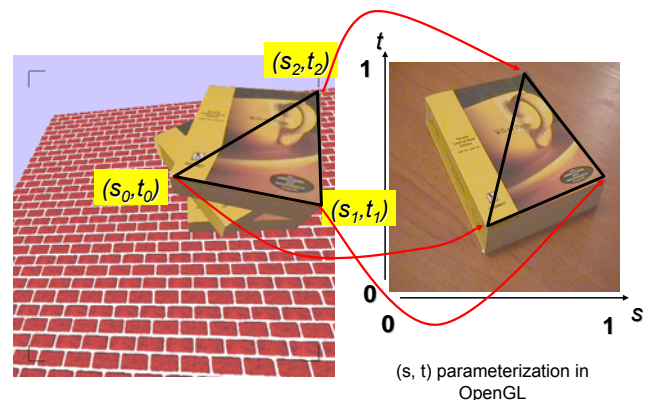 (s2,t2)
(s0,t0)
(s1,t1)
t
1
0
0
1
s
(s, t) parameterization in
OpenGL